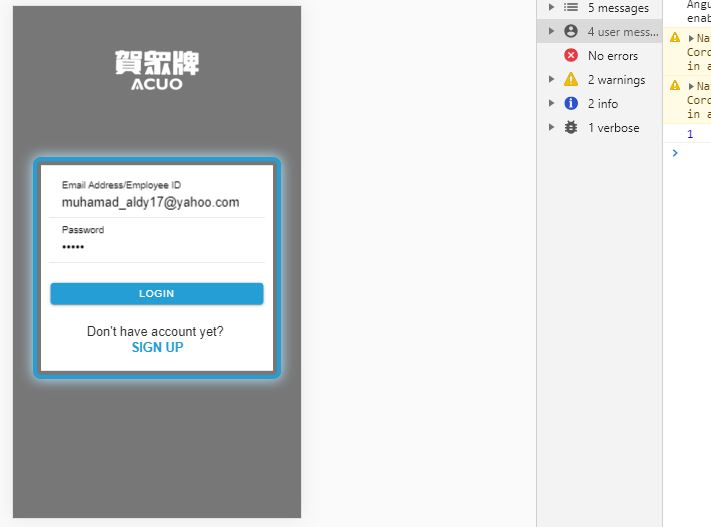 賀眾牌
ACUO
Email Address/Employee ID
muhamad_aldy17@yahoo.com
Password
•••••
LOGIN
Don't have account yet?
SIGN UP
5 messages
4 user mess...
No errors
2 warnings
2 info
1 verbose
Angu
enab
Na
Cord
in a
Na
Cord
in a
1